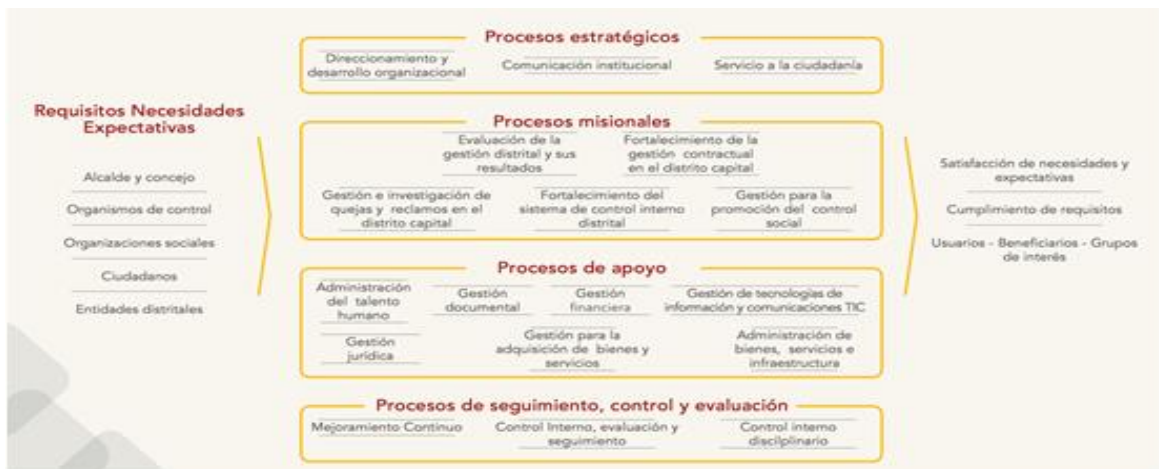 Procesos estratégicos
Direccionamiento y
desarrollo organizacional
Comunicación institucional
Servicio a la ciudadanía
Requisitos Necesidades
Expectativas
Alcalde y concejo
Organismos de control
Organizaciones sociales
Ciudadanos
Entidades distritales
Procesos misionales
Evaluación de la
gestión distrital y sus
resultados
Fortalecimiento de la
gestión contractual
en el distrito capital
Gestión e investigación de
quejas y reclamos en el
distrito capital
Fortalecimiento del
sistema de control interno
distrital
Gestión para la
promoción del control
social
Procesos de apoyo
Administración
del talento
humano
Gestión
documental
Gestión
financiera
Gestión de tecnologías de
información y comunicaciones TIC
Gestión
jurídica
Gestión para la
adquisición de bienes y
servicios
Administración de
bienes, servicios e
infraestructura
Procesos de seguimiento, control y evaluación
Mejoramiento Continuo
Control Interno, evaluación y
seguimiento
Control interno
discilplinario
Satisfacción de necesidades y
expectativas
Cumplimiento de requisitos
Usuarios - Beneficiarios - Grupos
de interés